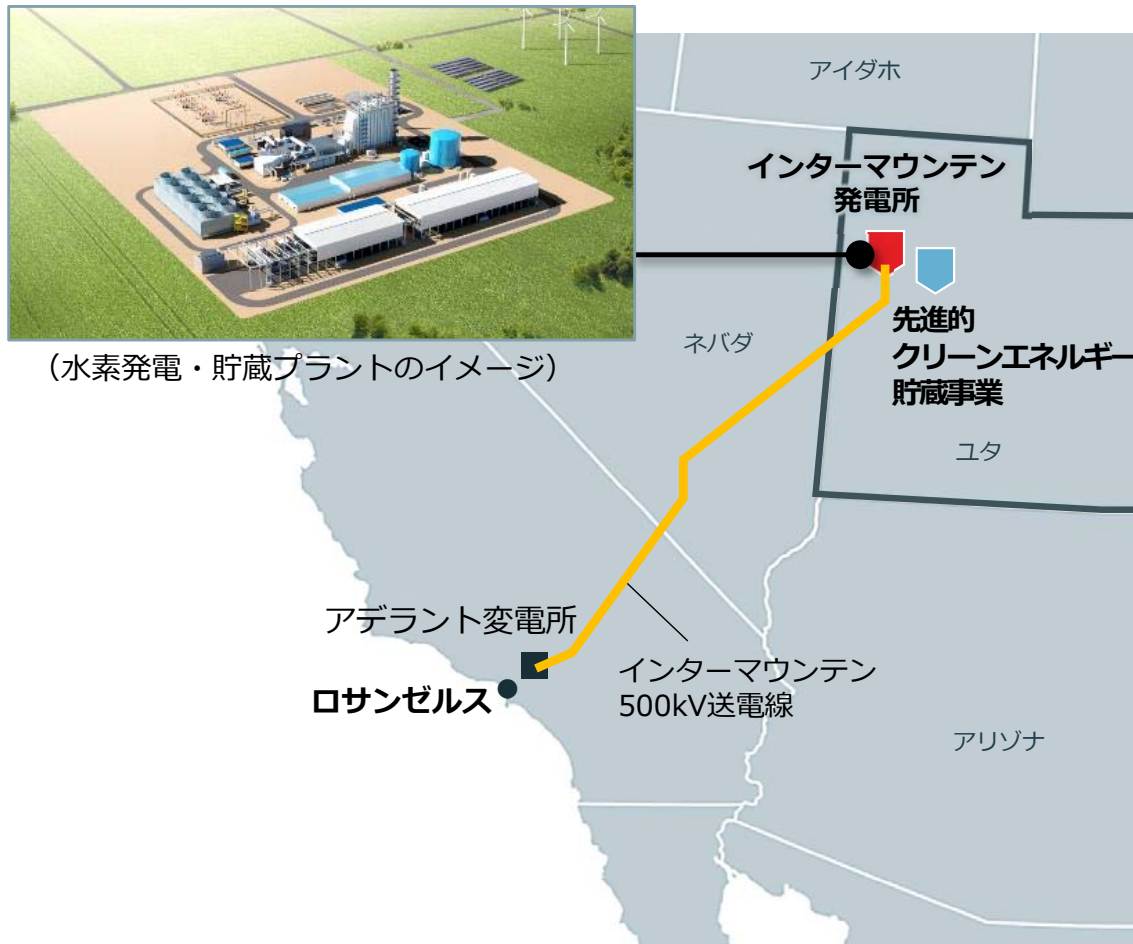 アイダホ
インターマウンテン
発電所
先進的
クリーンエネルギー
貯蔵事業
（水素発電・貯蔵プラントのイメージ）
ネバダ
ユタ
アデラント変電所
ロサンゼルス
インターマウンテン
500kV送電線
アリゾナ